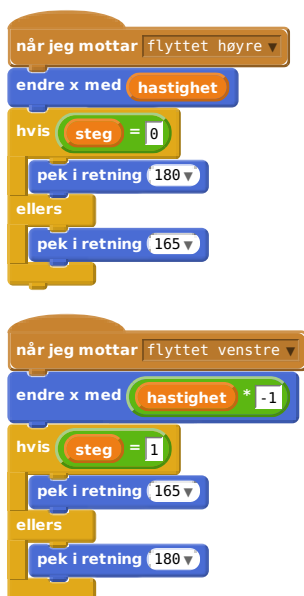 når jeg mottar flyttet høyre
endre x med hastighet
hvis steg = 0
pek i retning 180
ellers
pek i retning 165
når jeg mottar flyttet venstre
endre x med hastighet * -1
hvis steg = 1
pek i retning 165
ellers
pek i retning 180